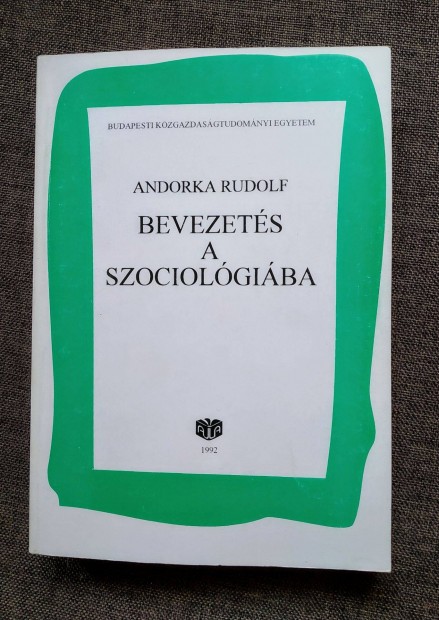 BUDAPESTI KÖZGAZDASÁGTUDOMÁNYI EGYETEM
ANDORKA RUDOLF
BEVEZETÉS
A
SZOCIOLÓGIÁBA
1992